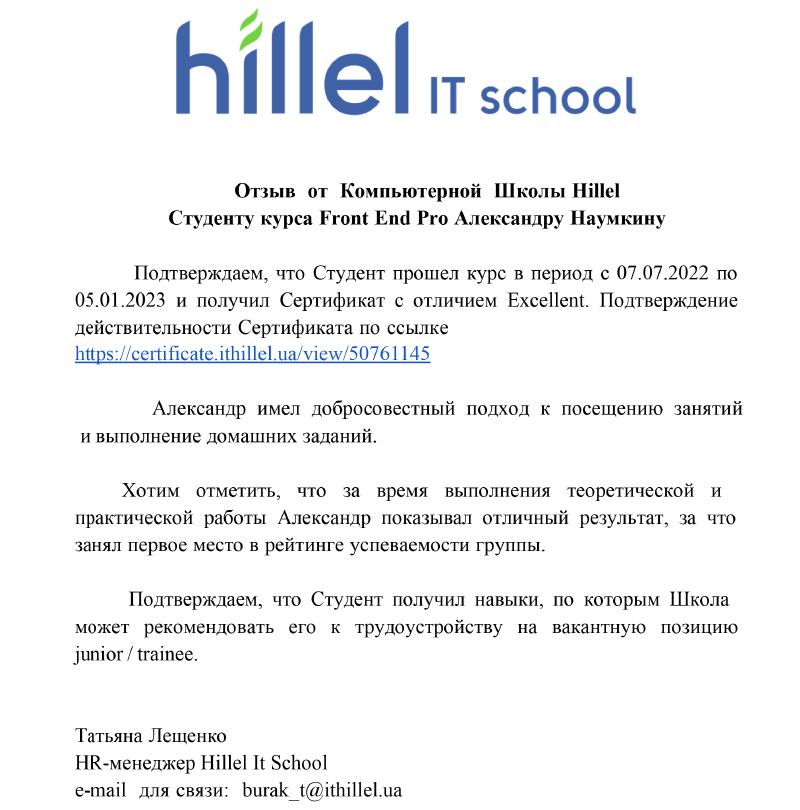 hillel IT school
Отзыв от Компьютерной Школы Hillel
Студенту курса Front End Pro Александру Наумкину
Подтверждаем, что Студент прошел курс в период с 07.07.2022 по
05.01.2023 и получил Сертификат с отличием Excellent. Подтверждение
действительности Сертификата по ссылке
https://certificate.ithillel.ua/view/50761145
Александр имел добросовестный подход к посещению занятий
и выполнение домашних заданий.
Хотим отметить, что за время выполнения теоретической и
практической работы Александр показывал отличный результат, за что
занял первое место в рейтинге успеваемости группы.
Подтверждаем, что Студент получил навыки, по которым Школа
может рекомендовать его к трудоустройству на вакантную позицию
junior / trainee.
Татьяна Лещенко
HR-менеджер Hillel It School
e-mail для связи: burak_t@ithillel.ua